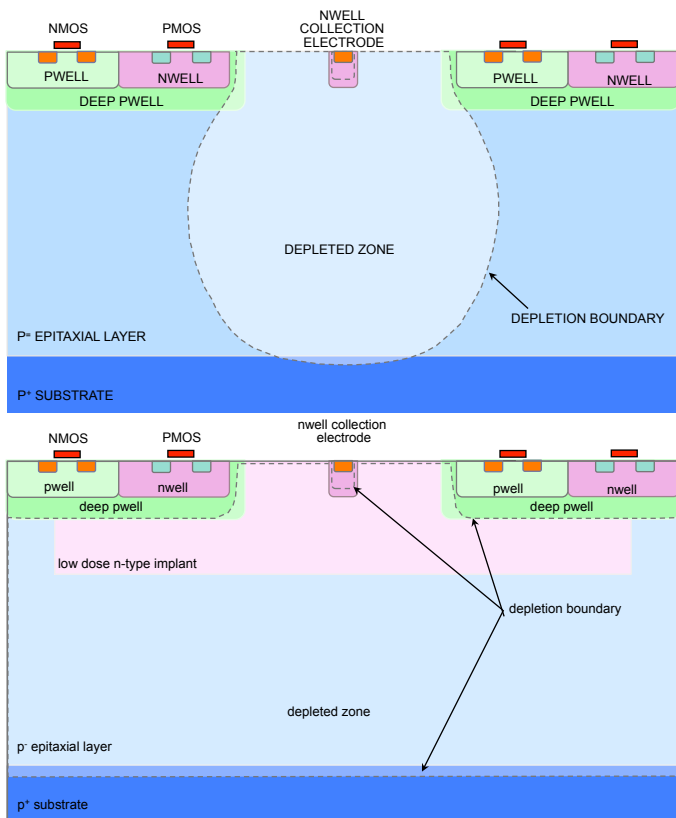 NMOS
PMOS
NWELL
COLLECTION
ELECTRODE
PWELL
NWELL
PWELL
NWELL
DEEP PWELL
DEEP PWELL
DEPLETED ZONE
DEPLETION BOUNDARY
P= EPITAXIAL LAYER
P+ SUBSTRATE
NMOS
PMOS
nwell collection
electrode
pwell
nwell
pwell
nwell
deep pwell
deep pwell
low dose n-type implant
depletion boundary
depleted zone
p- epitaxial layer
p+ substrate